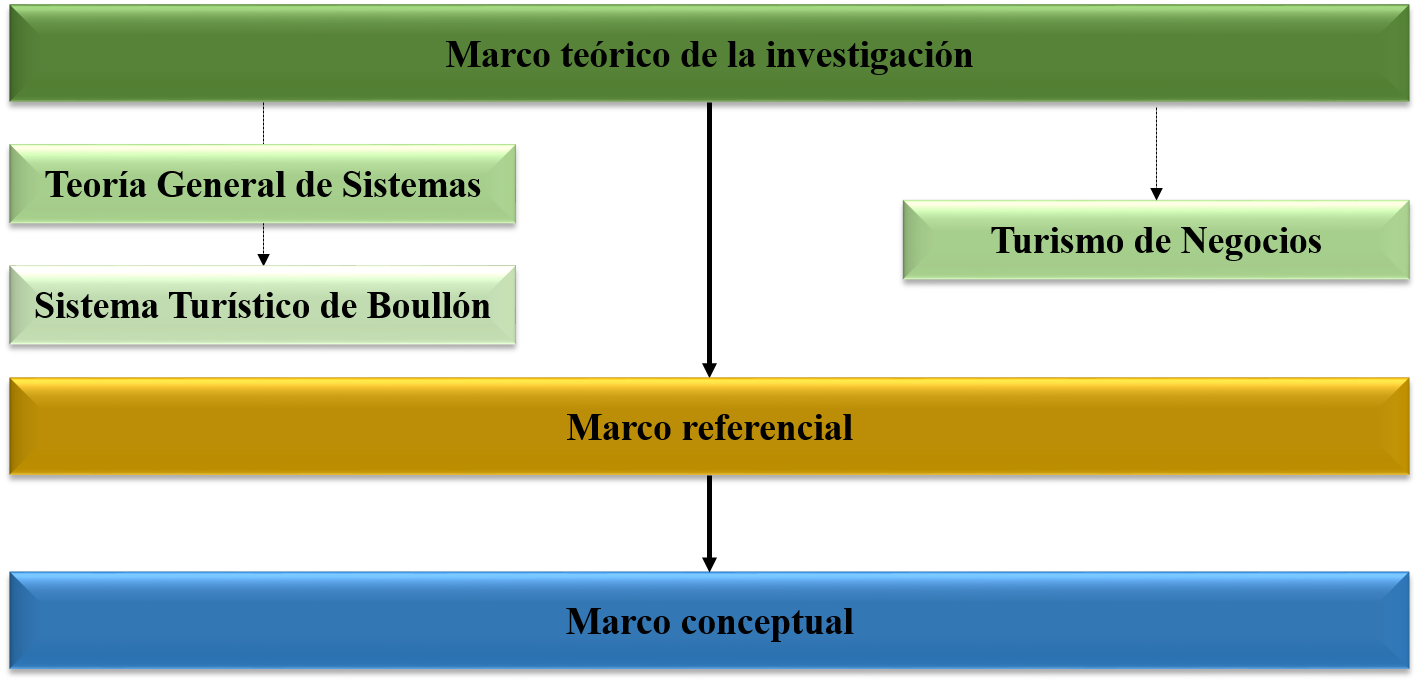 Marco teórico de la investigación
Teoría General de Sistemas
Turismo de Negocios
Sistema Turístico de Boullón
Marco referencial
Marco conceptual